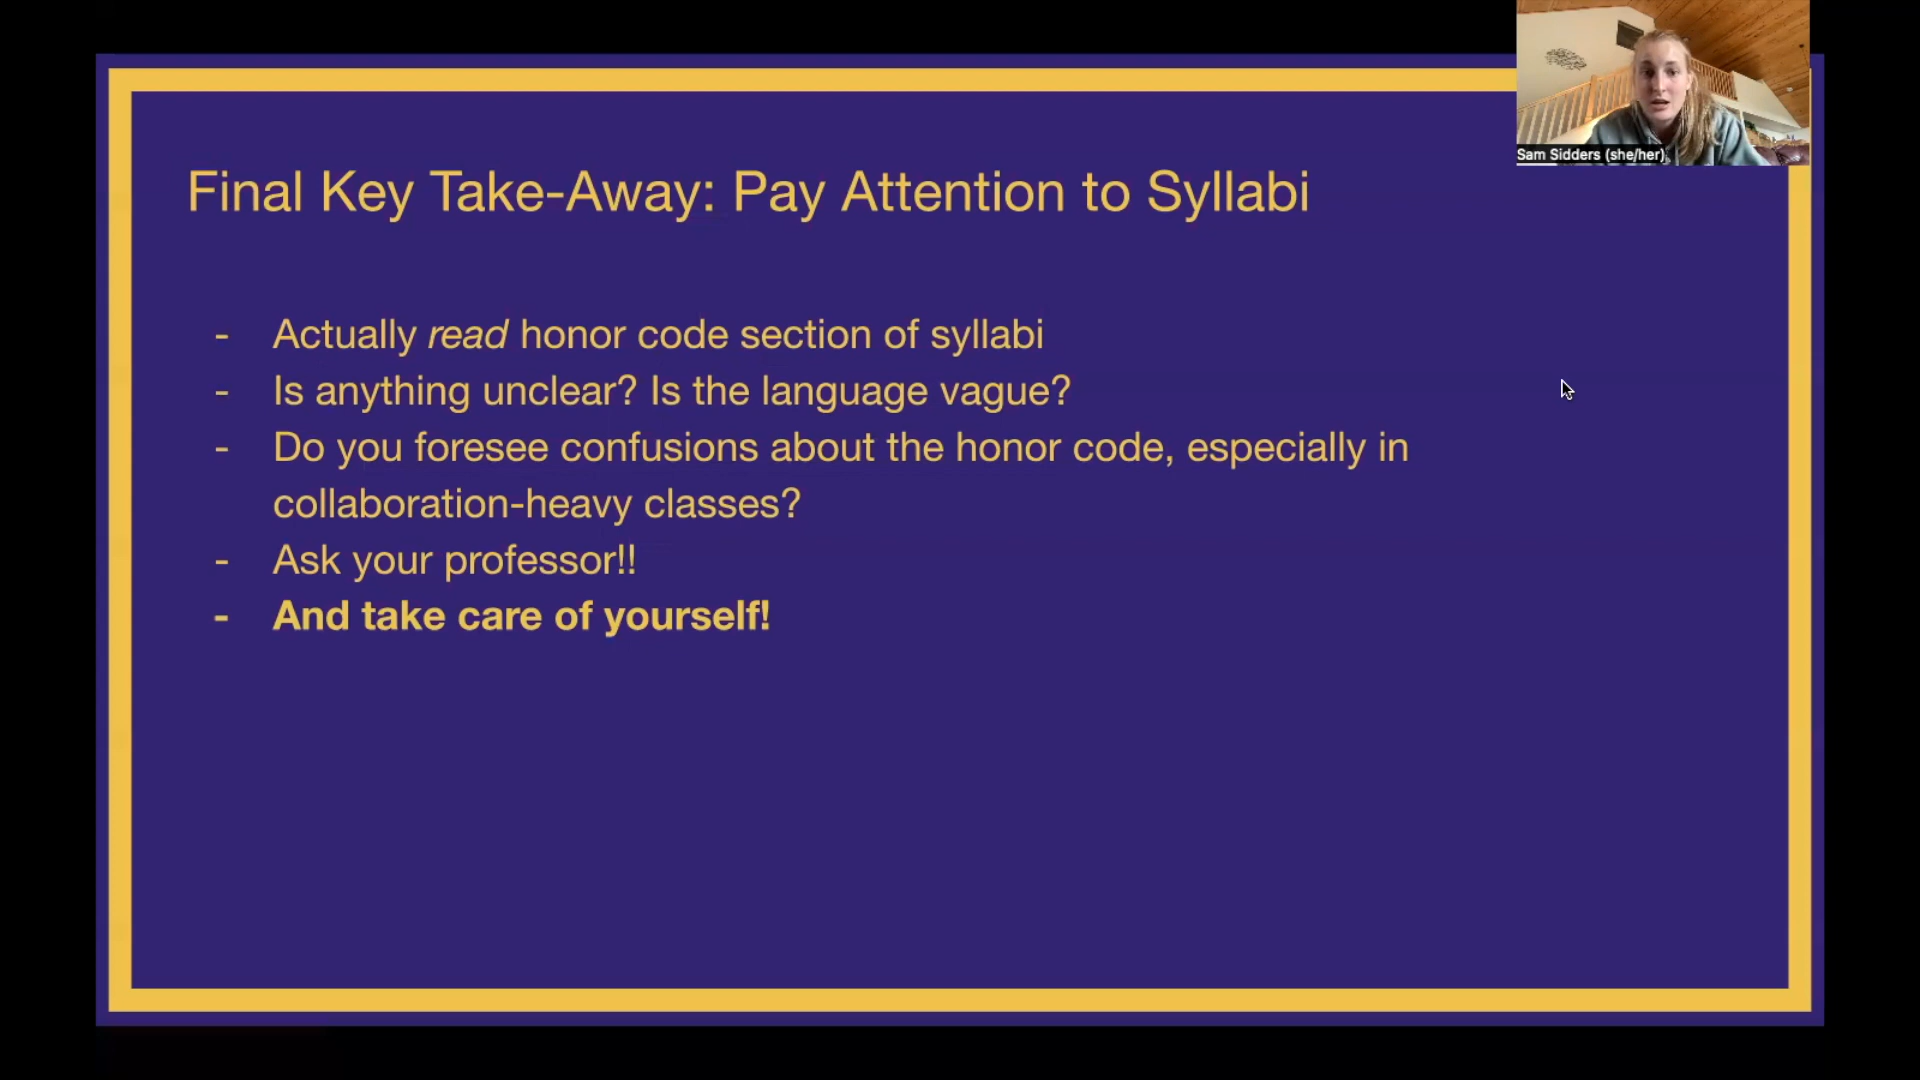 Sam Sidders (she/her)
Final Key Take-Away: Pay Attention to Syllabi
- Actually read honor code section of syllabi
- Is anything unclear? Is the language vague?
- Do you foresee confusions about the honor code, especially in
collaboration-heavy classes?
- Ask your professor!!
- And take care of yourself!